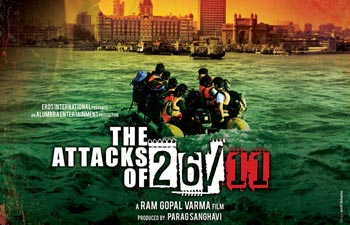 EROS INTERNATIONAL PRESENTS
AN ALUMBRA ENTERTAINMENT PRODUCTION
THE
ATTACKS
OF 26/11
A RAM GOPAL VARMA FILM
PRODUCED BY PARAG SANGHAVI